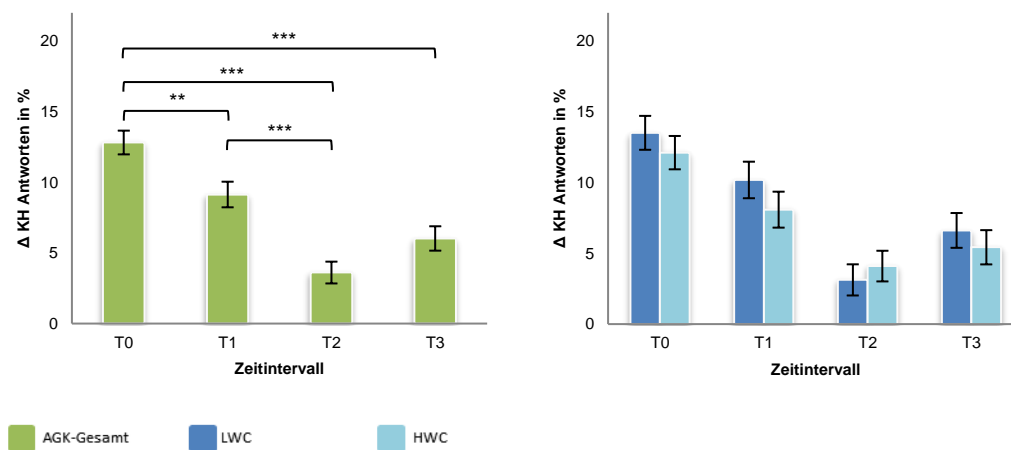 Δ KH Antworten in %
20
15
10
5
0
***
***
**
***
T0 T1 T2 T3
Zeitintervall
Δ KH Antworten in %
20
15
10
5
0
T0 T1 T2 T3
Zeitintervall
AGK-Gesamt LWC HWC